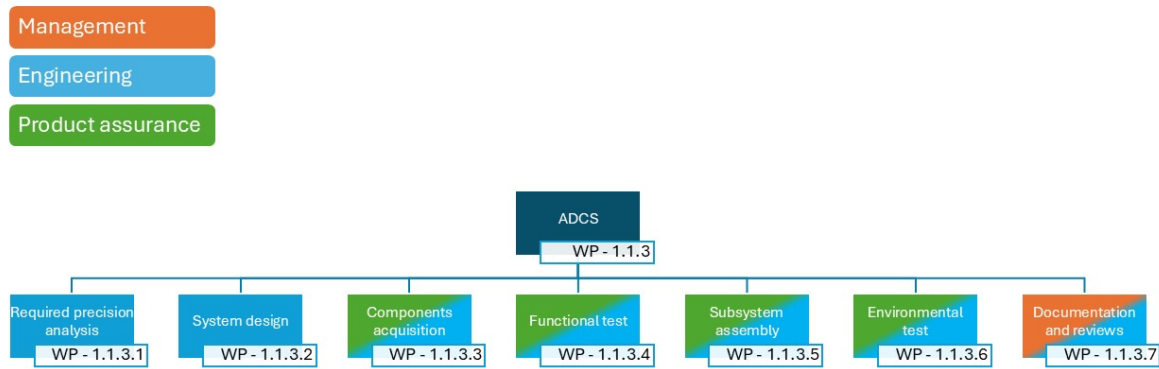 Management
Engineering
Product assurance
ADCS
WP - 1.1.3
Required precision
analysis
WP - 1.1.3.1
System design
WP - 1.1.3.2
Components
acquisition
WP - 1.1.3.3
Functional test
WP - 1.1.3.4
Subsystem
assembly
WP - 1.1.3.5
Environmental
test
WP - 1.1.3.6
Documentation
and reviews
WP - 1.1.3.7